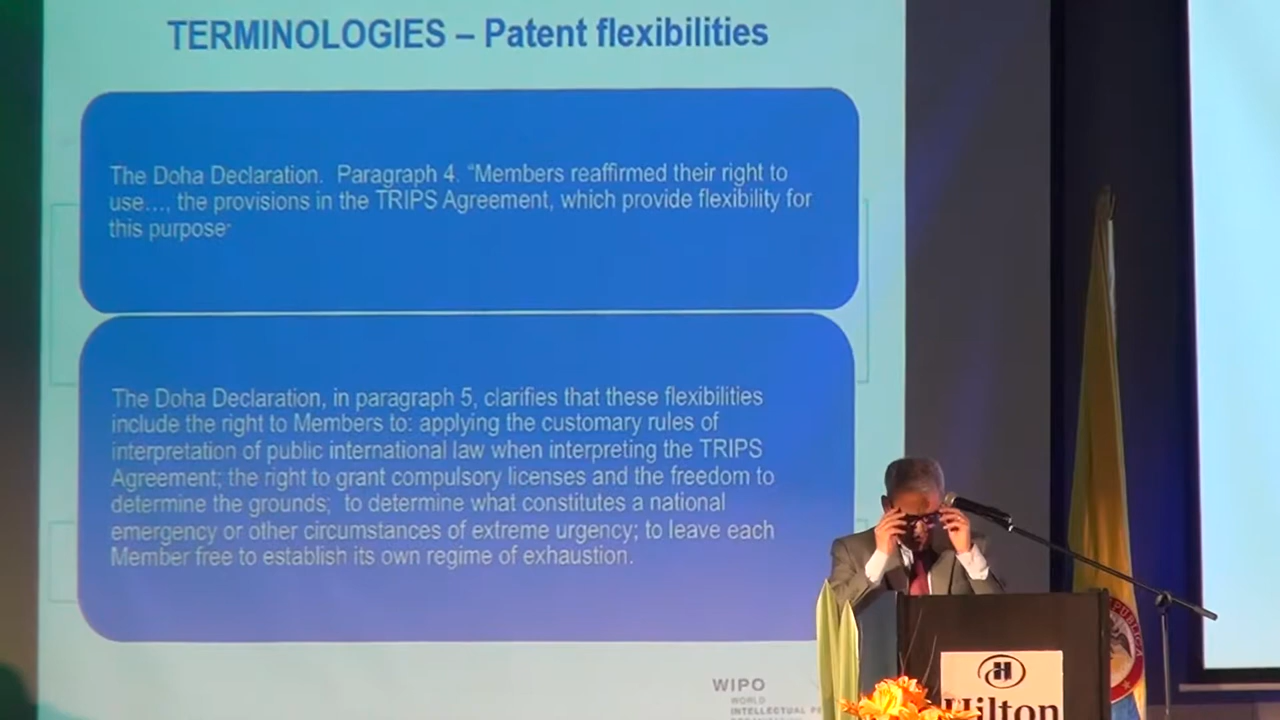 TERMINOLOGIES – Patent flexibilities
The Doha Declaration. Paragraph 4. “Members reaffirmed their right to
use…, the provisions in the TRIPS Agreement, which provide flexibility for
this purpose”
The Doha Declaration, in paragraph 5, clarifies that these flexibilities
include the right to Members to: applying the customary rules of
interpretation of public international law when interpreting the TRIPS
Agreement; the right to grant compulsory licenses and the freedom to
determine the grounds; to determine what constitutes a national
emergency or other circumstances of extreme urgency; to leave each
Member free to establish its own regime of exhaustion.
WIPO
WORLD
INTELLECTUAL
H
Hilton